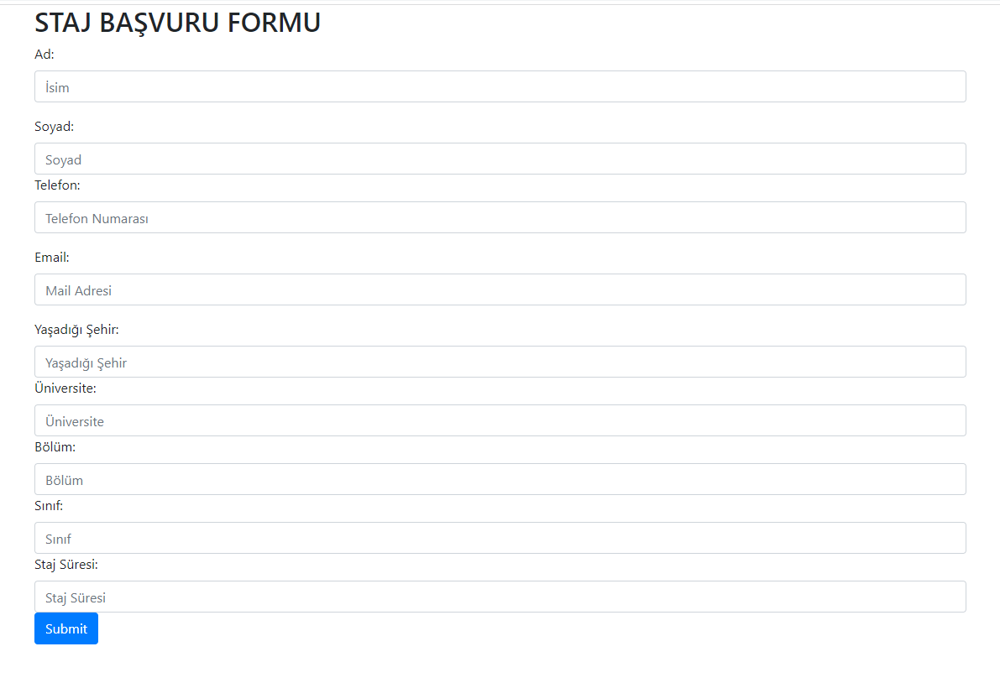 STAJ BAŞVURU FORMU
Ad:
İsim
Soyad:
Soyad
Telefon:
Telefon Numarası
Email:
Mail Adresi
Yaşadığı Şehir:
Yaşadığı Şehir
Üniversite:
Üniversite
Bölüm:
Bölüm
Sınıf:
Sınıf
Staj Süresi:
Staj Süresi
Submit